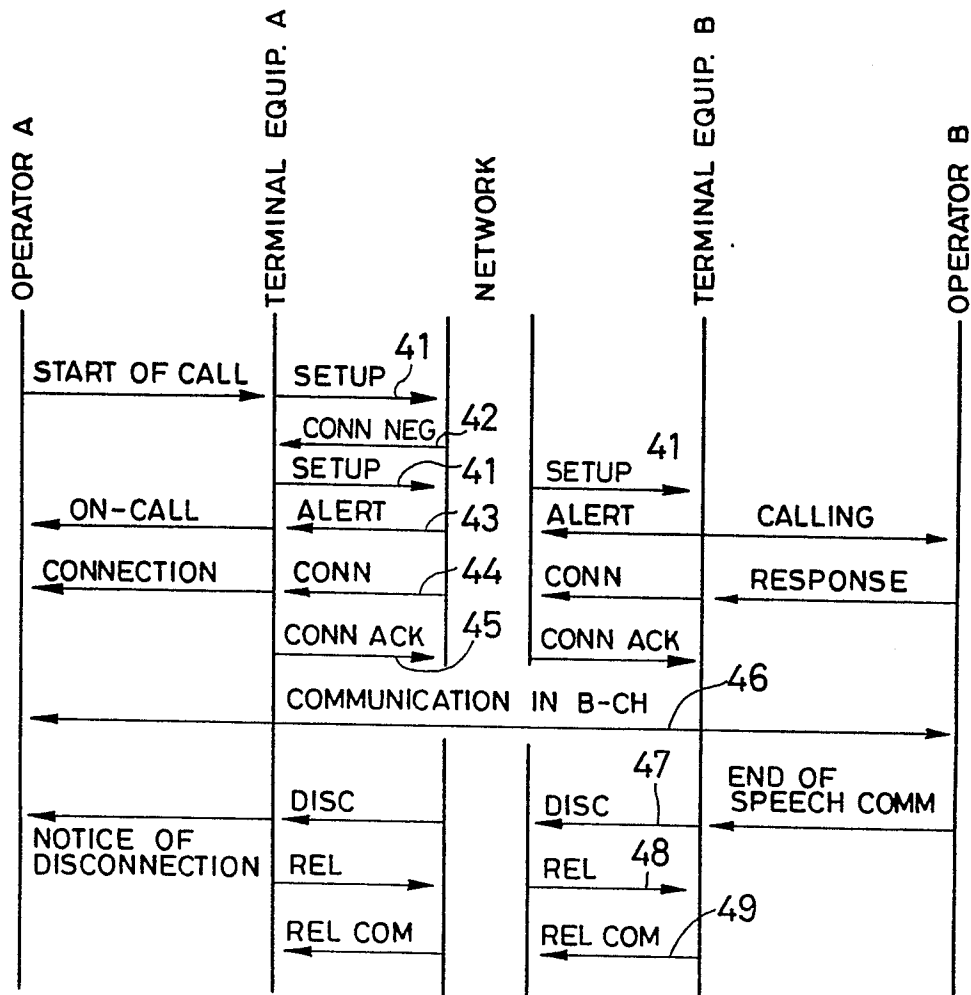 OPERATOR A
TERMINAL EQUIP. A
NETWORK
TERMINAL EQUIP. B
OPERATOR B
START OF CALL
SETUP
41
CONN NEG
42
SETUP
41
SETUP
41
ON-CALL
ALERT
43
ALERT
CALLING
CONNECTION
CONN
44
CONN
RESPONSE
CONN ACK
45
CONN ACK
COMMUNICATION IN B-CH
46
DISC
DISC
47
END OF
SPEECH COMM
NOTICE OF
DISCONNECTION
REL
REL
48
REL COM
REL COM
49